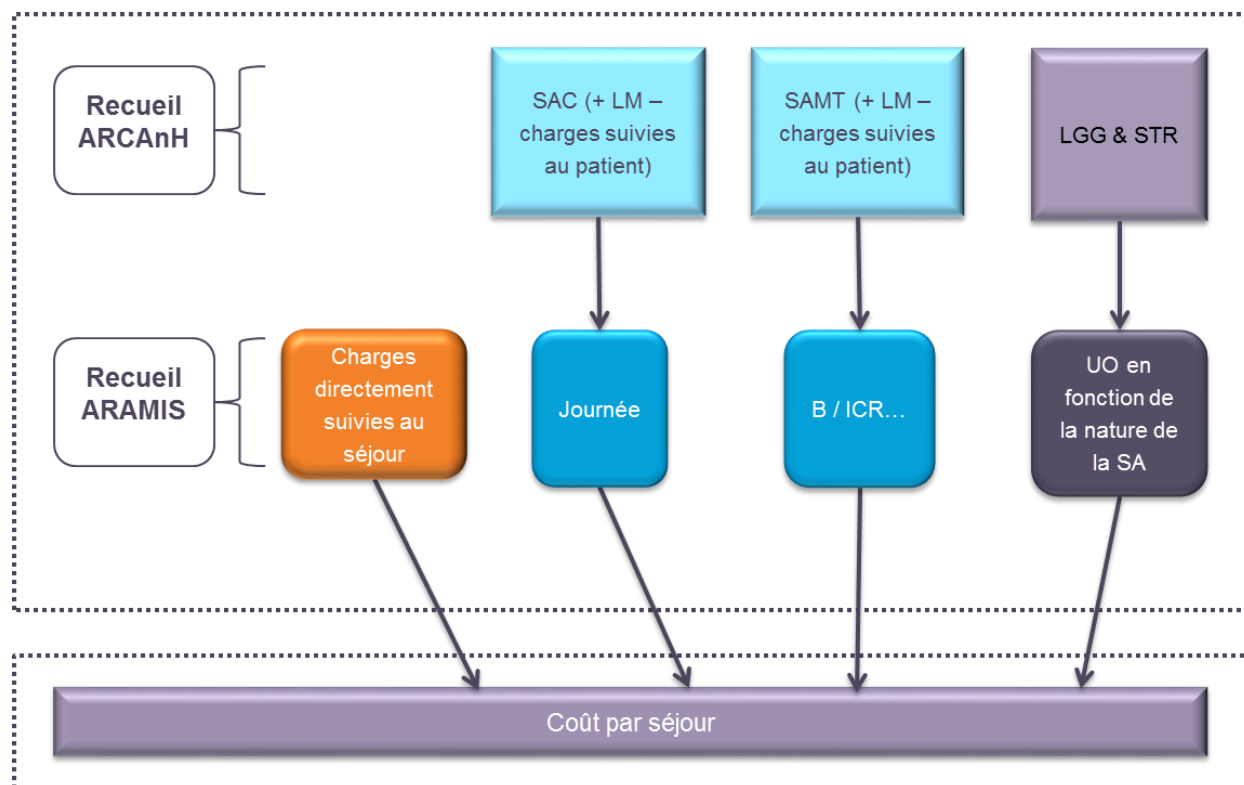 Recueil
ARCAnH
SAC (+ LM –
charges suivies
au patient)
SAMT (+ LM –
charges suivies
au patient)
LGG & STR
Recueil
ARAMIS
Charges
directement
suivies au
séjour
Journée
B / ICR…
UO en
fonction de
la nature de
la SA
Coût par séjour